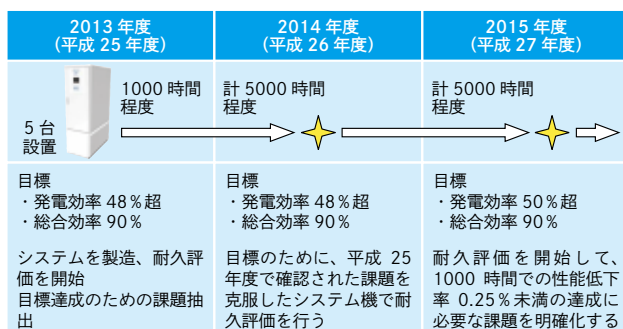 2013 年度
(平成 25 年度)
2014 年度
(平成 26 年度)
2015 年度
(平成 27 年度)
5 台
設置
1000 時間
程度
計 5000 時間
程度
計 5000 時間
程度
目標
・発電効率 48%超
・総合効率 90%
システムを製造、耐久評
価を開始
目標達成のための課題抽
出
目標
・発電効率 48%超
・総合効率 90%
目標のために、平成 25
年度で確認された課題を
克服したシステム機で耐
久評価を行う
目標
・発電効率 50%超
・総合効率 90%
耐久評価を開始して、
1000 時間での性能低下
率 0.25%未満の達成に
必要な課題を明確化する